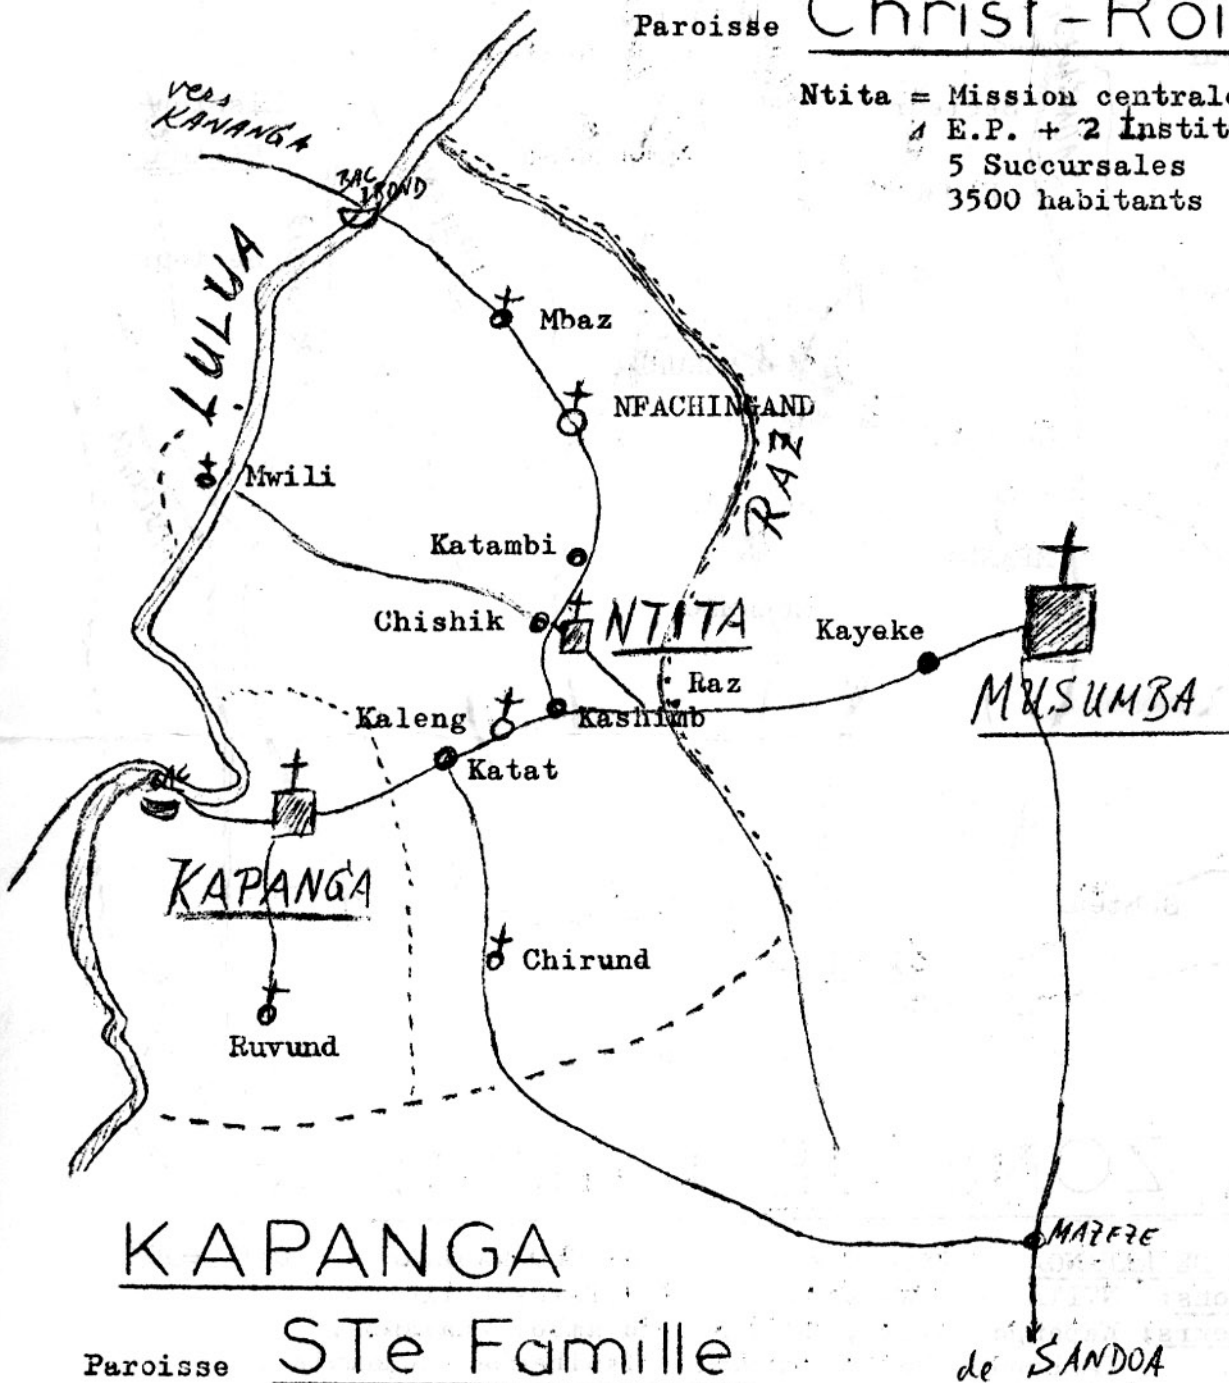 Paroisse Christ-Roi
Ntita = Mission centrale
1 E.P. + 2 Instit
5 Succursales
3500 habitants
vers
KANANGA
BAC
LULUA
Mbaz
NFACHINGAND
RAZ
Mwili
Katambi
Chishik
NTITA
Kayeke
MUSUMBA
Raz
Kaleng
Kashimb
Katat
BAC
KAPANGA
Chirund
Ruvund
KAPANGA
MAZEZE
Paroisse STe Famille
de SANDOA